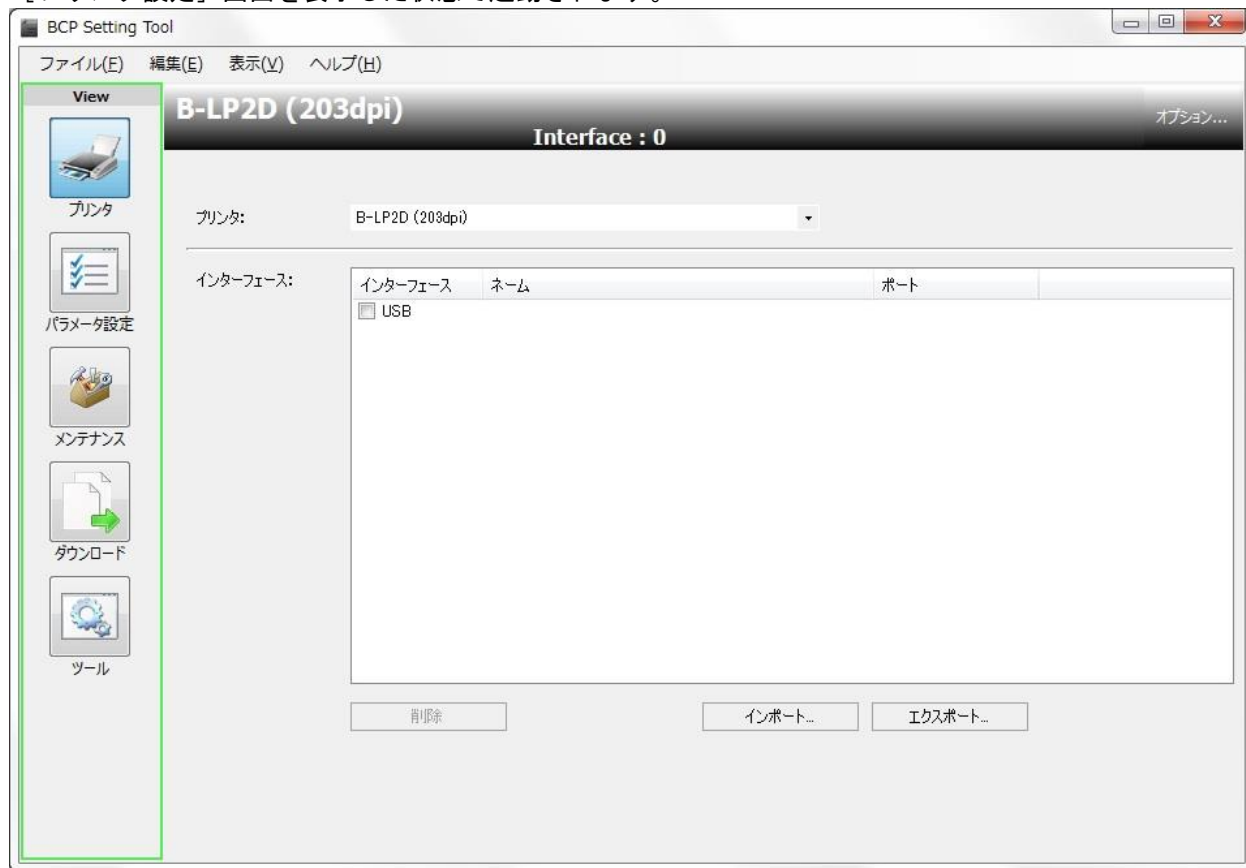 BCP Setting Tool
ファイル(F) 編集(E) 表示(V) ヘルプ(H)
View
B-LP2D (203dpi)
オプション...
Interface : 0
プリンタ
プリンタ: B-LP2D (203dpi)
インターフェース:
インターフェース ネーム ポート
USB
パラメータ設定
メンテナンス
ダウンロード
ツール
削除 インポート... エクスポート...